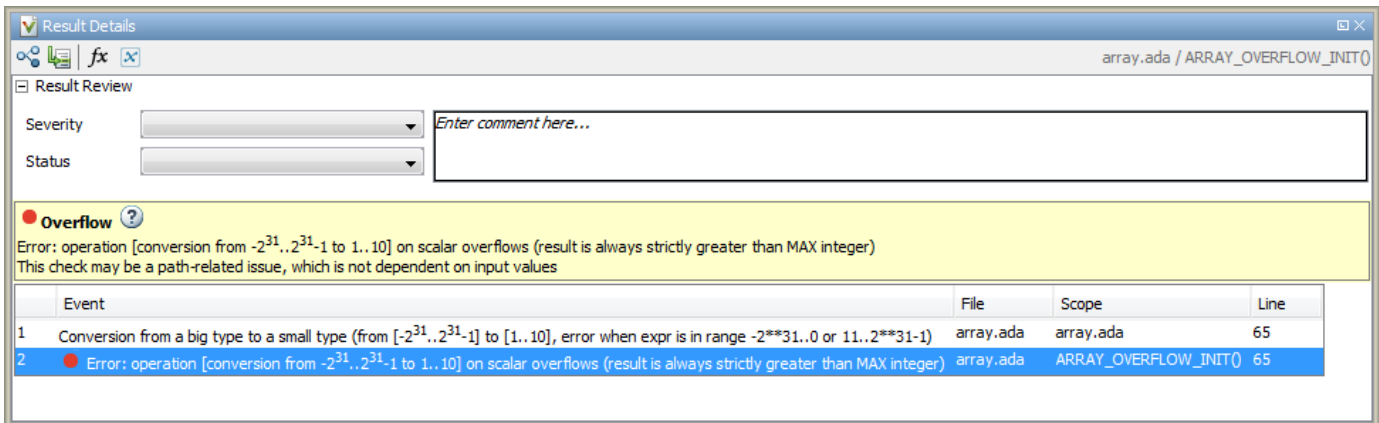 Result Details
fx x
array.ada / ARRAY_OVERFLOW_INIT()
Result Review
Severity
Enter comment here...
Status
Overflow ?
Error: operation [conversion from -2³¹..2³¹-1 to 1..10] on scalar overflows (result is always strictly greater than MAX integer)
This check may be a path-related issue, which is not dependent on input values
Event File Scope Line
1 Conversion from a big type to a small type (from [-2³¹..2³¹-1] to [1..10], error when expr is in range -2**31..0 or 11..2**31-1) array.ada array.ada 65
2 Error: operation [conversion from -2³¹..2³¹-1 to 1..10] on scalar overflows (result is always strictly greater than MAX integer) array.ada ARRAY_OVERFLOW_INIT() 65